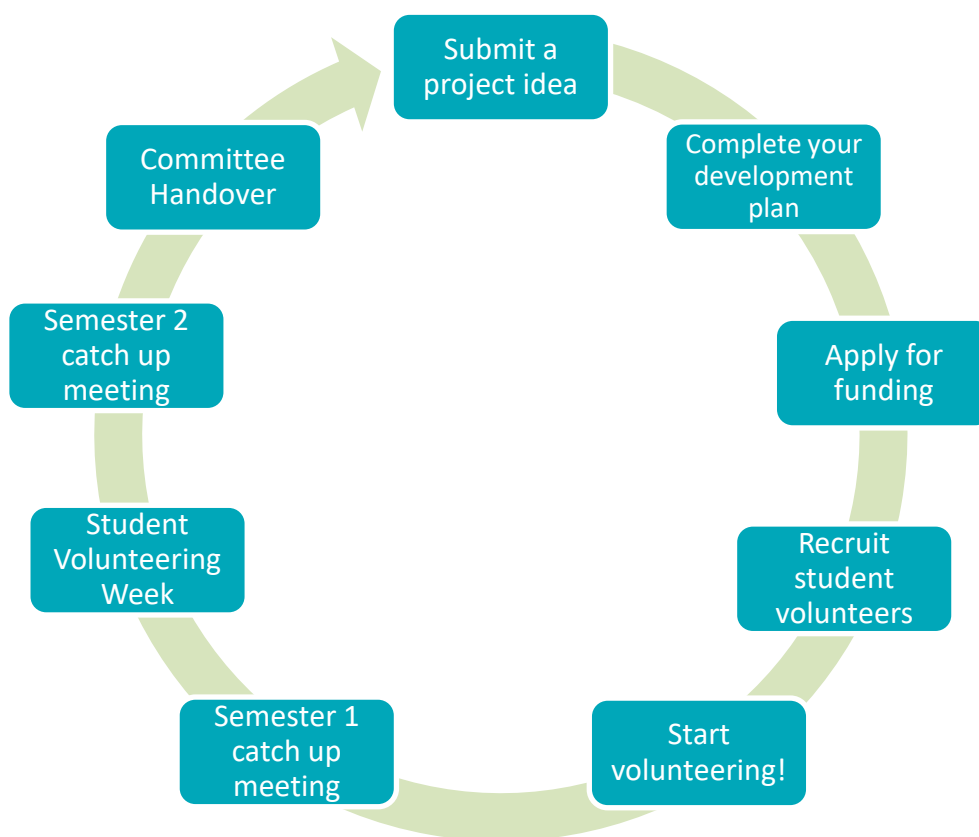 Submit a
project idea
Complete your
development
plan
Apply for
funding
Recruit
student
volunteers
Start
volunteering!
Semester 1
catch up
meeting
Student
Volunteering
Week
Semester 2
catch up
meeting
Committee
Handover